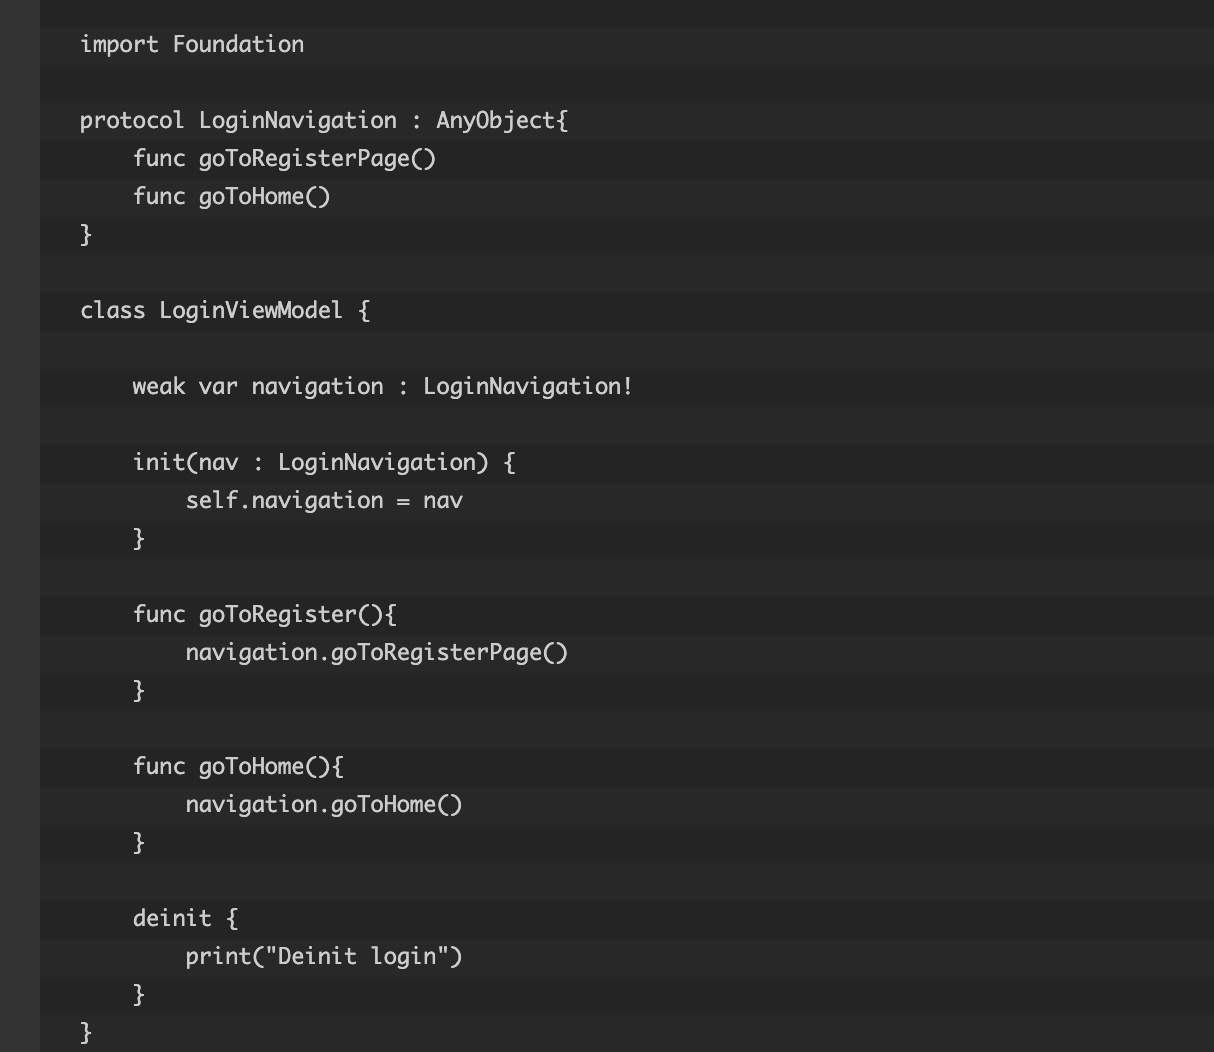 import Foundation
protocol LoginNavigation : AnyObject{
    func goToRegisterPage()
    func goToHome()
}
class LoginViewModel {
    weak var navigation : LoginNavigation!
    init(nav : LoginNavigation) {
        self.navigation = nav
    }
    func goToRegister(){
        navigation.goToRegisterPage()
    }
    func goToHome(){
        navigation.goToHome()
    }
    deinit {
        print("Deinit login")
    }
}